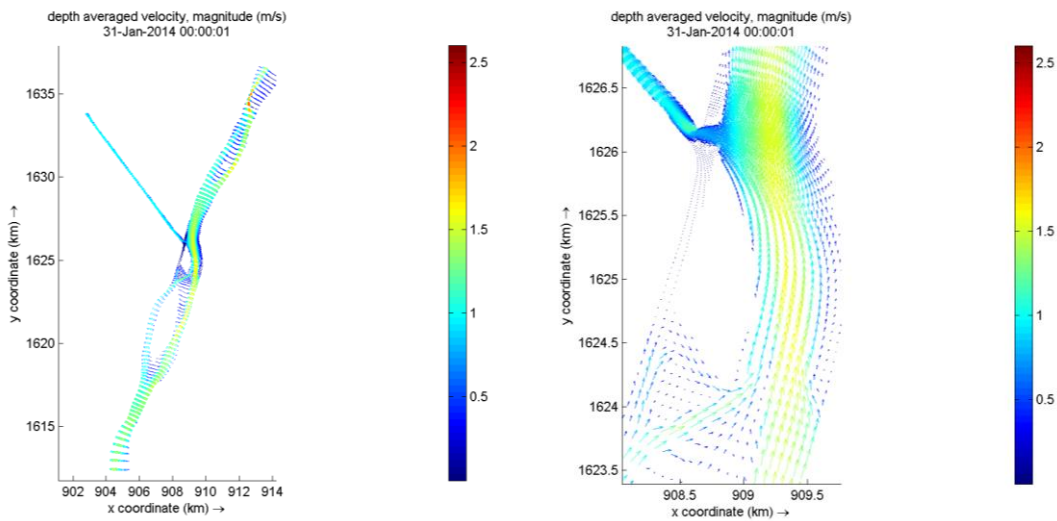 depth averaged velocity, magnitude (m/s)
31-Jan-2014 00:00:01
1635
1630
1625
1620
1615
y coordinate (km) →
902 904 906 908 910 912 914
x coordinate (km) →
2.5
2
1.5
1
0.5
depth averaged velocity, magnitude (m/s)
31-Jan-2014 00:00:01
1626.5
1626
1625.5
1625
1624.5
1624
1623.5
y coordinate (km) →
908.5 909 909.5
x coordinate (km) →
2.5
2
1.5
1
0.5